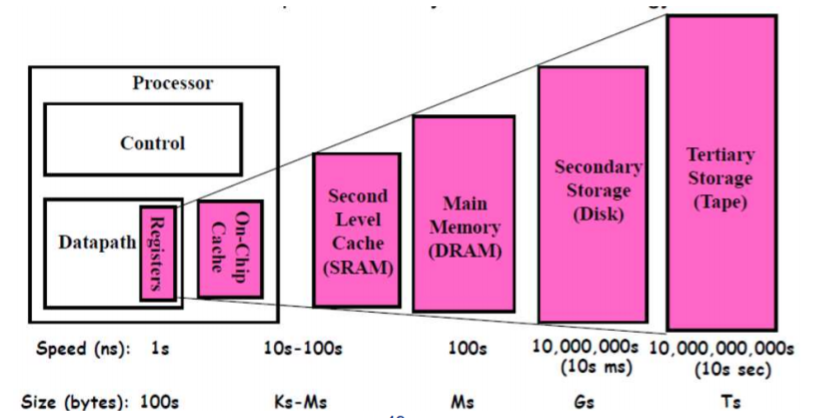 Processor
Control
Datapath
Registers
On-Chip
Cache
Second
Level
Cache
(SRAM)
Main
Memory
(DRAM)
Secondary
Storage
(Disk)
Tertiary
Storage
(Tape)
Speed (ns): 1s 10s-100s 100s 10,000,000s 10,000,000,000s
(10s ms) (10s sec)
Size (bytes): 100s Ks-Ms Ms Gs Ts